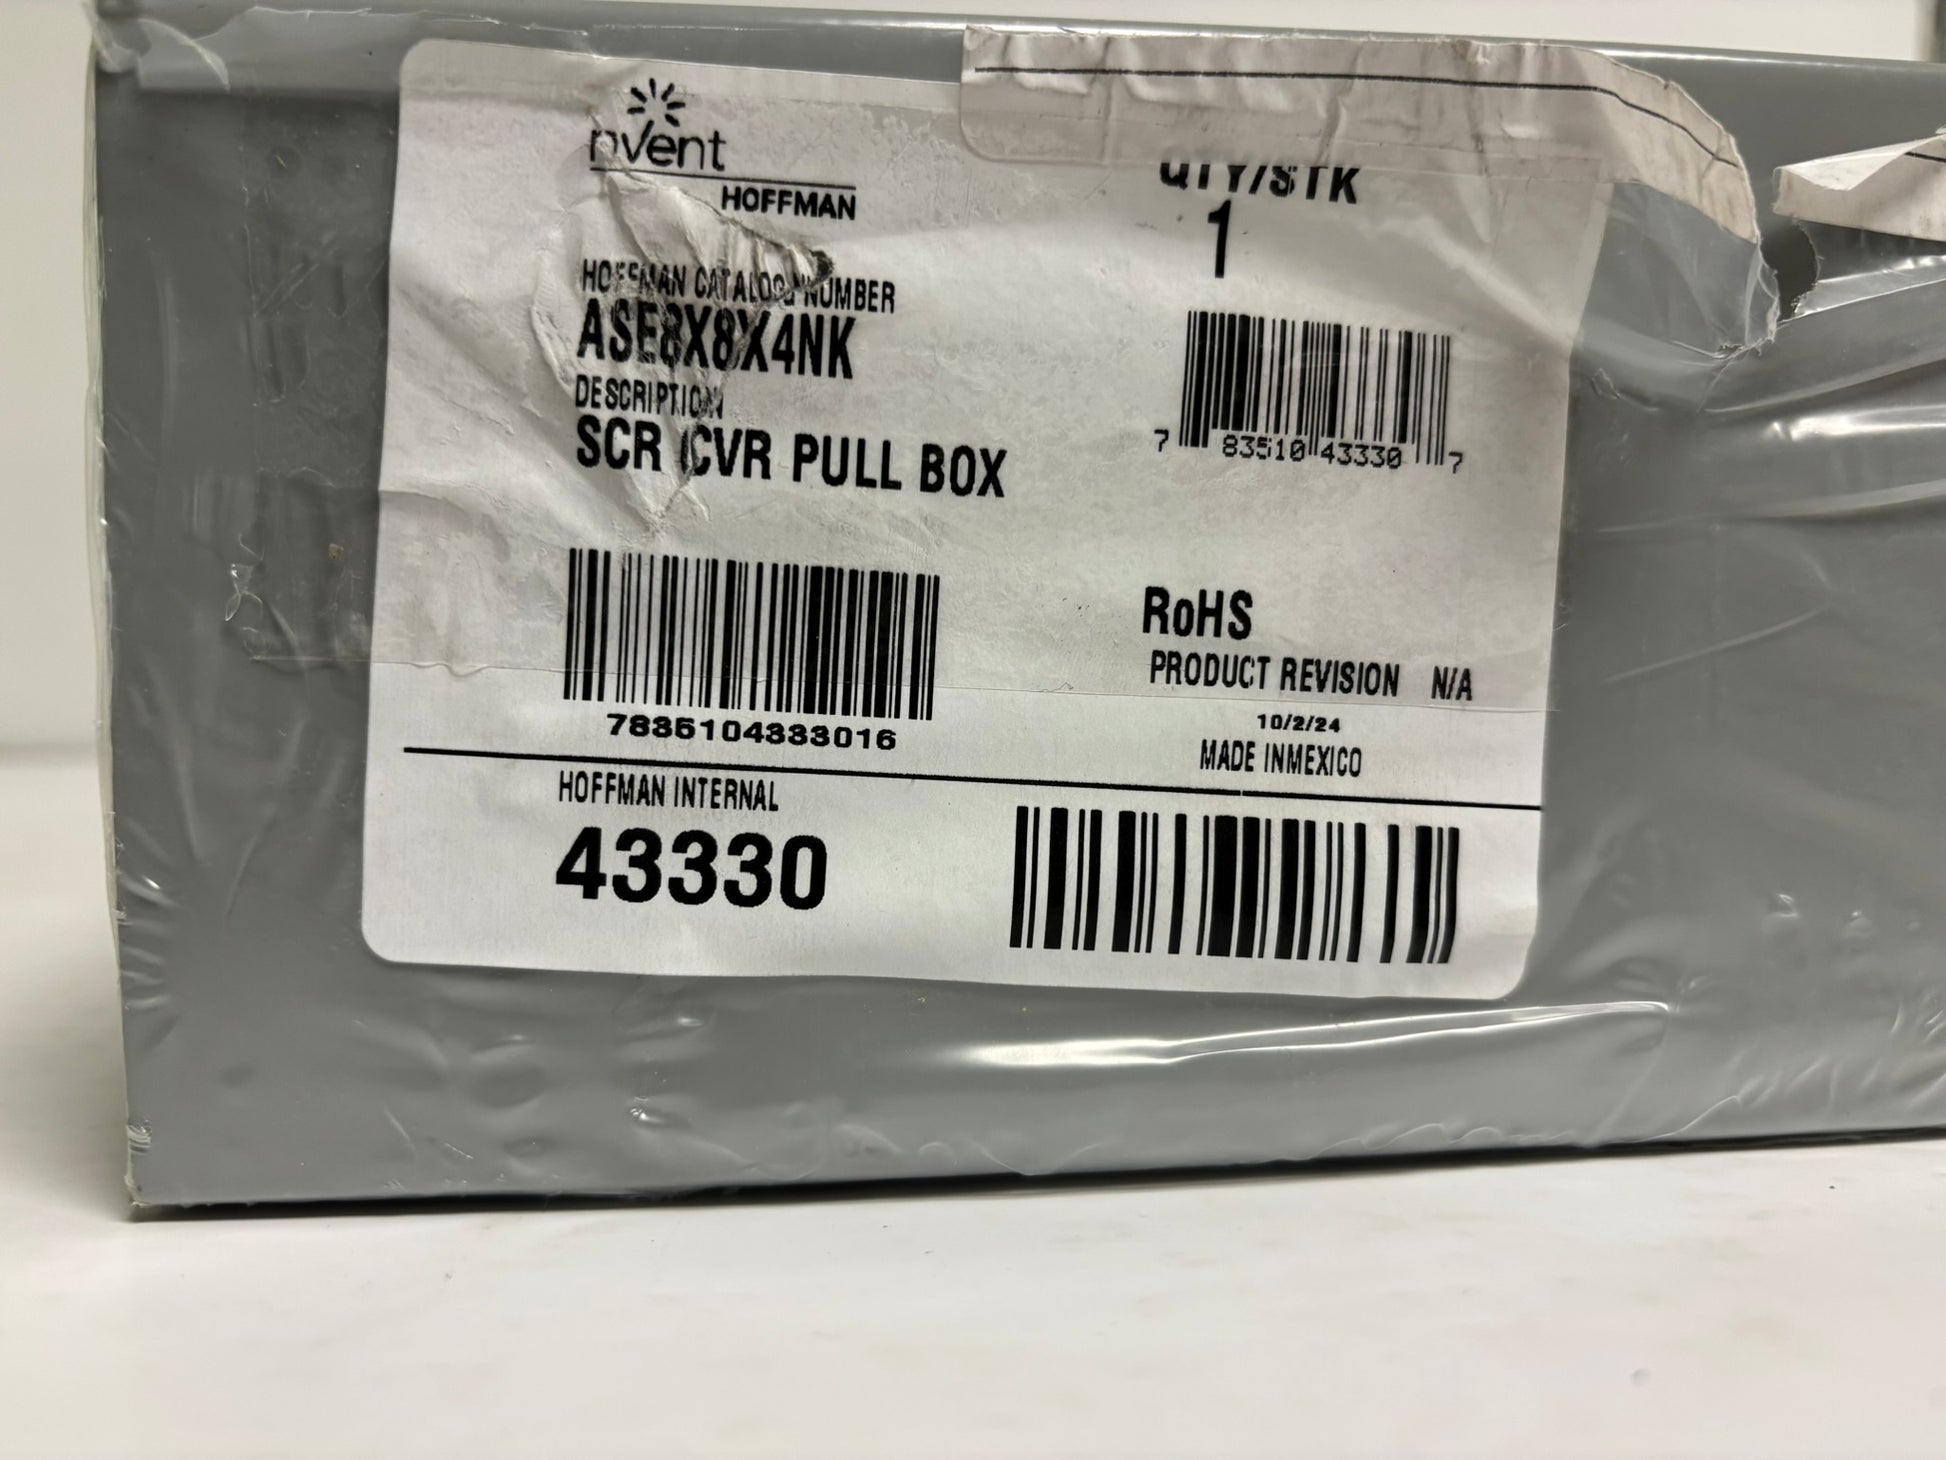 nVent
HOFFMAN
QTY/STK
1
HOFFMAN CATALOG NUMBER
ASE8X8X4NK
DESCRIPTION
SCR CVR PULL BOX
7 83510 43330 7
7835104333016
RoHS
PRODUCT REVISION N/A
10/2/24
MADE INMEXICO
HOFFMAN INTERNAL
43330